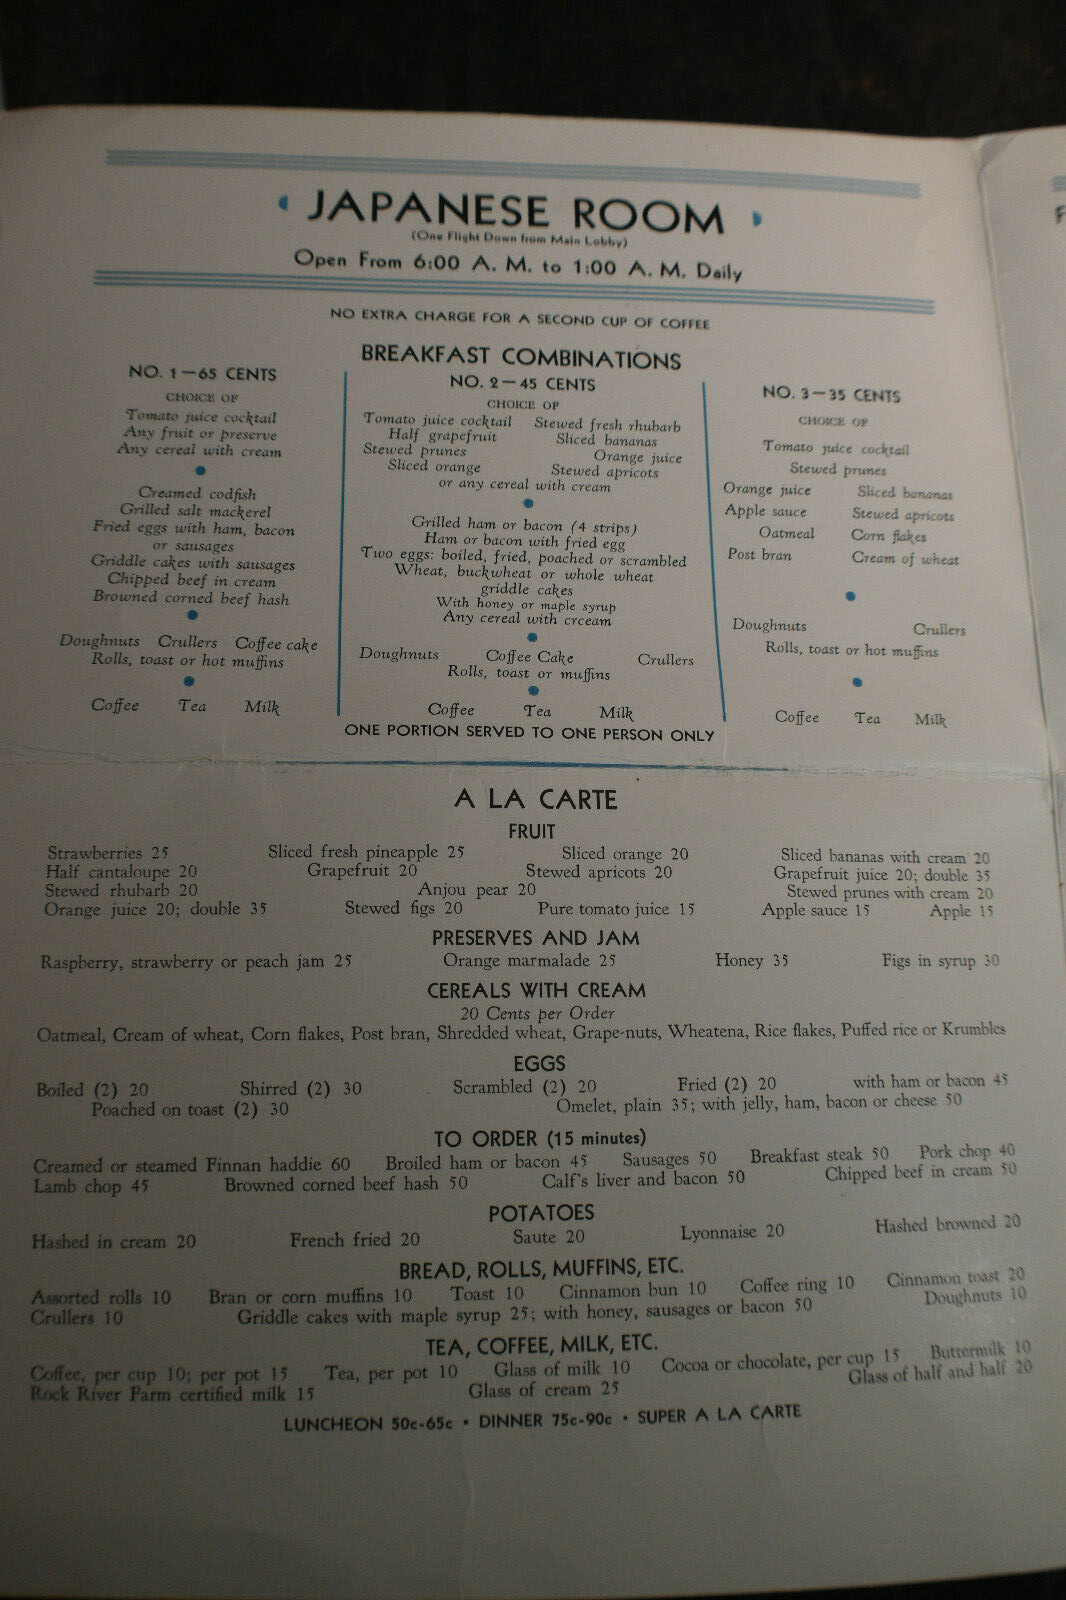 JAPANESE ROOM
(One Flight Down from Main Lobby)
Open From 6:00 A. M. to 1:00 A. M. Daily
NO EXTRA CHARGE FOR A SECOND CUP OF COFFEE
BREAKFAST COMBINATIONS
NO. 1—65 CENTS
CHOICE OF
Tomato juice cocktail
Any fruit or preserve
Any cereal with cream
Creamed codfish
Grilled salt mackerel
Fried eggs with ham, bacon
or sausages
Griddle cakes with sausages
Chipped beef in cream
Browned corned beef hash
Doughnuts Crullers Coffee cake
Rolls, toast or hot muffins
Coffee Tea Milk
NO. 2—45 CENTS
CHOICE OF
Tomato juice cocktail Stewed fresh rhubarb
Half grapefruit Sliced bananas
Stewed prunes Orange juice
Sliced orange Stewed apricots
or any cereal with cream
Grilled ham or bacon (4 strips)
Ham or bacon with fried egg
Two eggs: boiled, fried, poached or scrambled
Wheat, buckwheat or whole wheat
griddle cakes
With honey or maple syrup
Any cereal with crceam
Doughnuts Coffee Cake Crullers
Rolls, toast or muffins
Coffee Tea Milk
NO. 3—35 CENTS
CHOICE OF
Tomato juice cocktail
Stewed prunes
Orange juice Sliced bananas
Apple sauce Stewed apricots
Oatmeal Corn flakes
Post bran Cream of wheat
Doughnuts Crullers
Rolls, toast or hot muffins
Coffee Tea Milk
ONE PORTION SERVED TO ONE PERSON ONLY
A LA CARTE
FRUIT
Strawberries 25 Sliced fresh pineapple 25 Sliced orange 20 Sliced bananas with cream 20
Half cantaloupe 20 Grapefruit 20 Stewed apricots 20 Grapefruit juice 20; double 35
Stewed rhubarb 20 Anjou pear 20 Stewed prunes with cream 20
Orange juice 20; double 35 Stewed figs 20 Pure tomato juice 15 Apple sauce 15 Apple 15
PRESERVES AND JAM
Raspberry, strawberry or peach jam 25 Orange marmalade 25 Honey 35 Figs in syrup 30
CEREALS WITH CREAM
20 Cents per Order
Oatmeal, Cream of wheat, Corn flakes, Post bran, Shredded wheat, Grape-nuts, Wheatena, Rice flakes, Puffed rice or Krumbles
EGGS
Boiled (2) 20 Shirred (2) 30 Scrambled (2) 20 Fried (2) 20 with ham or bacon 45
Poached on toast (2) 30 Omelet, plain 35; with jelly, ham, bacon or cheese 50
TO ORDER (15 minutes)
Creamed or steamed Finnan haddie 60 Broiled ham or bacon 45 Sausages 50 Breakfast steak 50 Pork chop 40
Lamb chop 45 Browned corned beef hash 50 Calf's liver and bacon 50 Chipped beef in cream 50
POTATOES
Hashed in cream 20 French fried 20 Saute 20 Lyonnaise 20 Hashed browned 20
BREAD, ROLLS, MUFFINS, ETC.
Assorted rolls 10 Bran or corn muffins 10 Toast 10 Cinnamon bun 10 Coffee ring 10 Cinnamon toast 20
Crullers 10 Griddle cakes with maple syrup 25; with honey, sausages or bacon 50 Doughnuts 10
TEA, COFFEE, MILK, ETC.
Coffee, per cup 10; per pot 15 Tea, per pot 10 Glass of milk 10 Cocoa or chocolate, per cup 15 Buttermilk 10
Rock River Farm certified milk 15 Glass of cream 25 Glass of half and half 20
LUNCHEON 50c-65c • DINNER 75c-90c • SUPER A LA CARTE